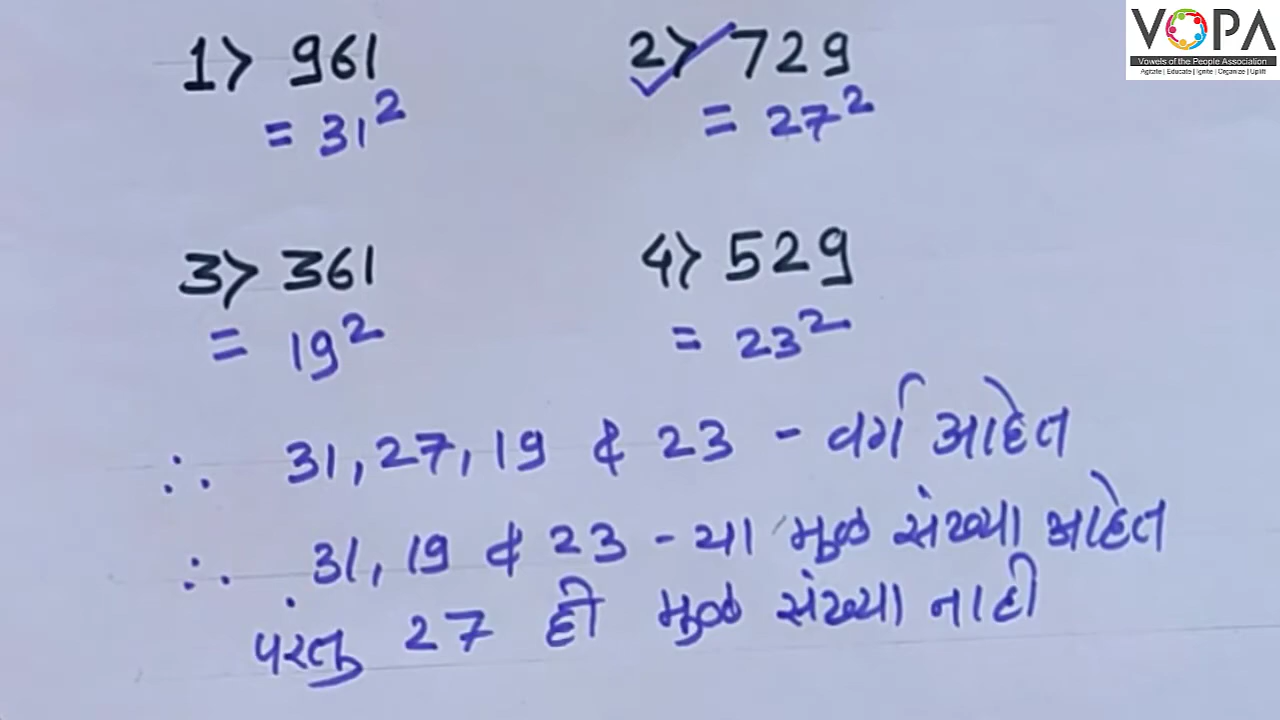 VOPA
Vowels of the People Association
Agitate | Educate | Ignite | Organize | Uplift
1> 961
2> 729
= 31²
= 27²
3> 361
4> 529
= 19²
= 23²
∴ 31, 27, 19 & 23 - वर्ग आहेत
∴ 31, 19 & 23 - या मूळ संख्या आहेत
परंतु 27 ही मूळ संख्या नाही